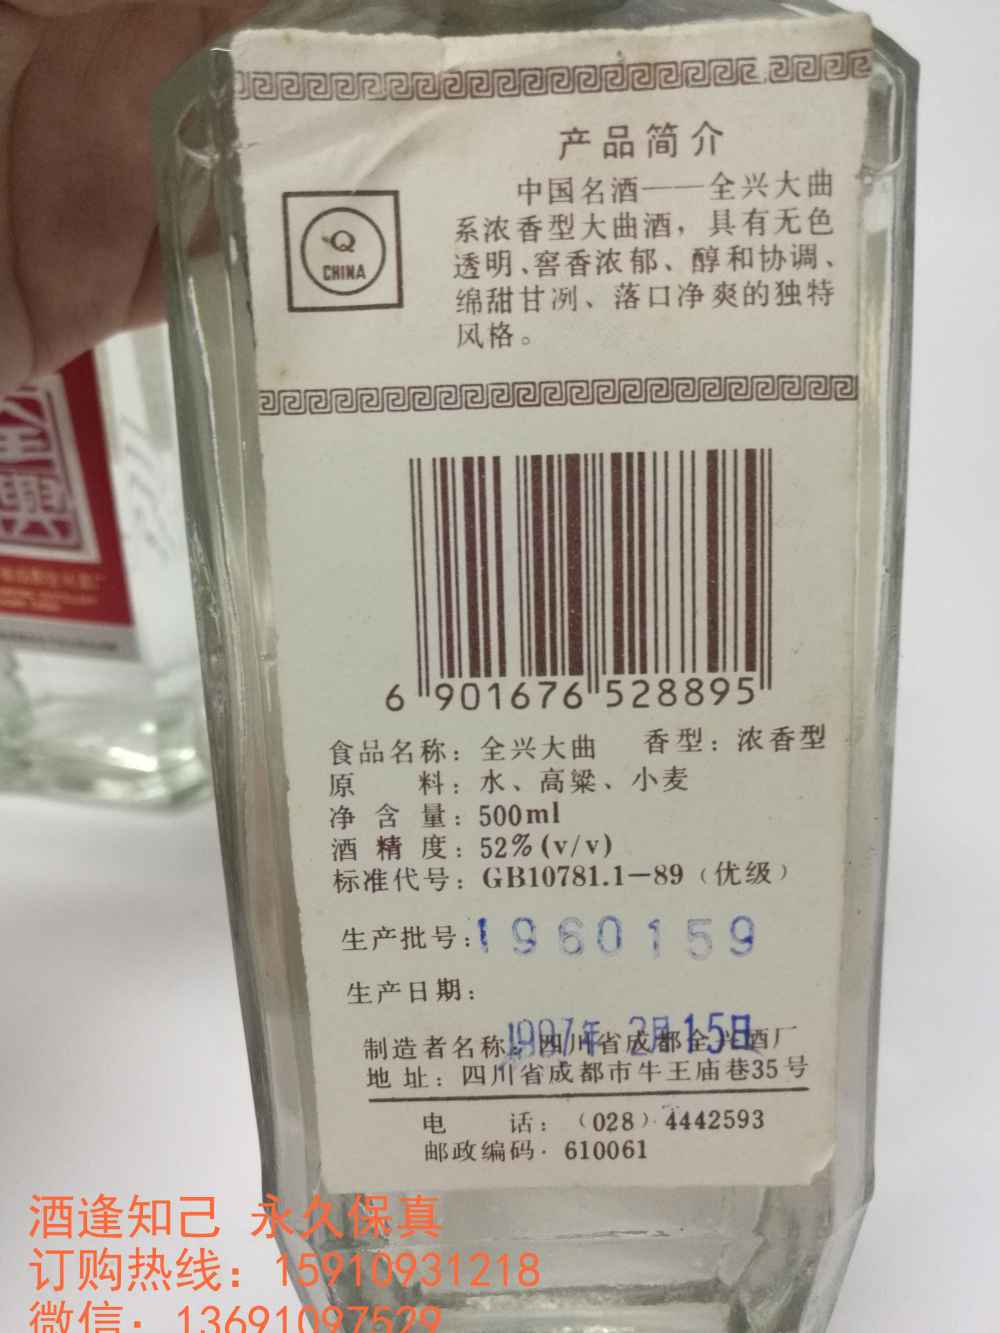 产品简介
中国名酒——全兴大曲
系浓香型大曲酒，具有无色
透明、窖香浓郁、醇和协调、
绵甜甘冽、落口净爽的独特
风格。
Q
CHINA
6 901676 528895
食品名称：全兴大曲 香型：浓香型
原 料：水、高粱、小麦
净 含 量：500ml
酒 精 度：52%(v/v)
标准代号：GB10781.1—89（优级）
生产批号：1960159
生产日期：
1997年 2月15日
制造者名称：四川省成都全兴酒厂
地 址：四川省成都市牛王庙巷35号
电 话：（028）4442593
邮政编码· 610061
全興
酒逢知己 永久保真
订购热线：15910931218
微信：13691097529